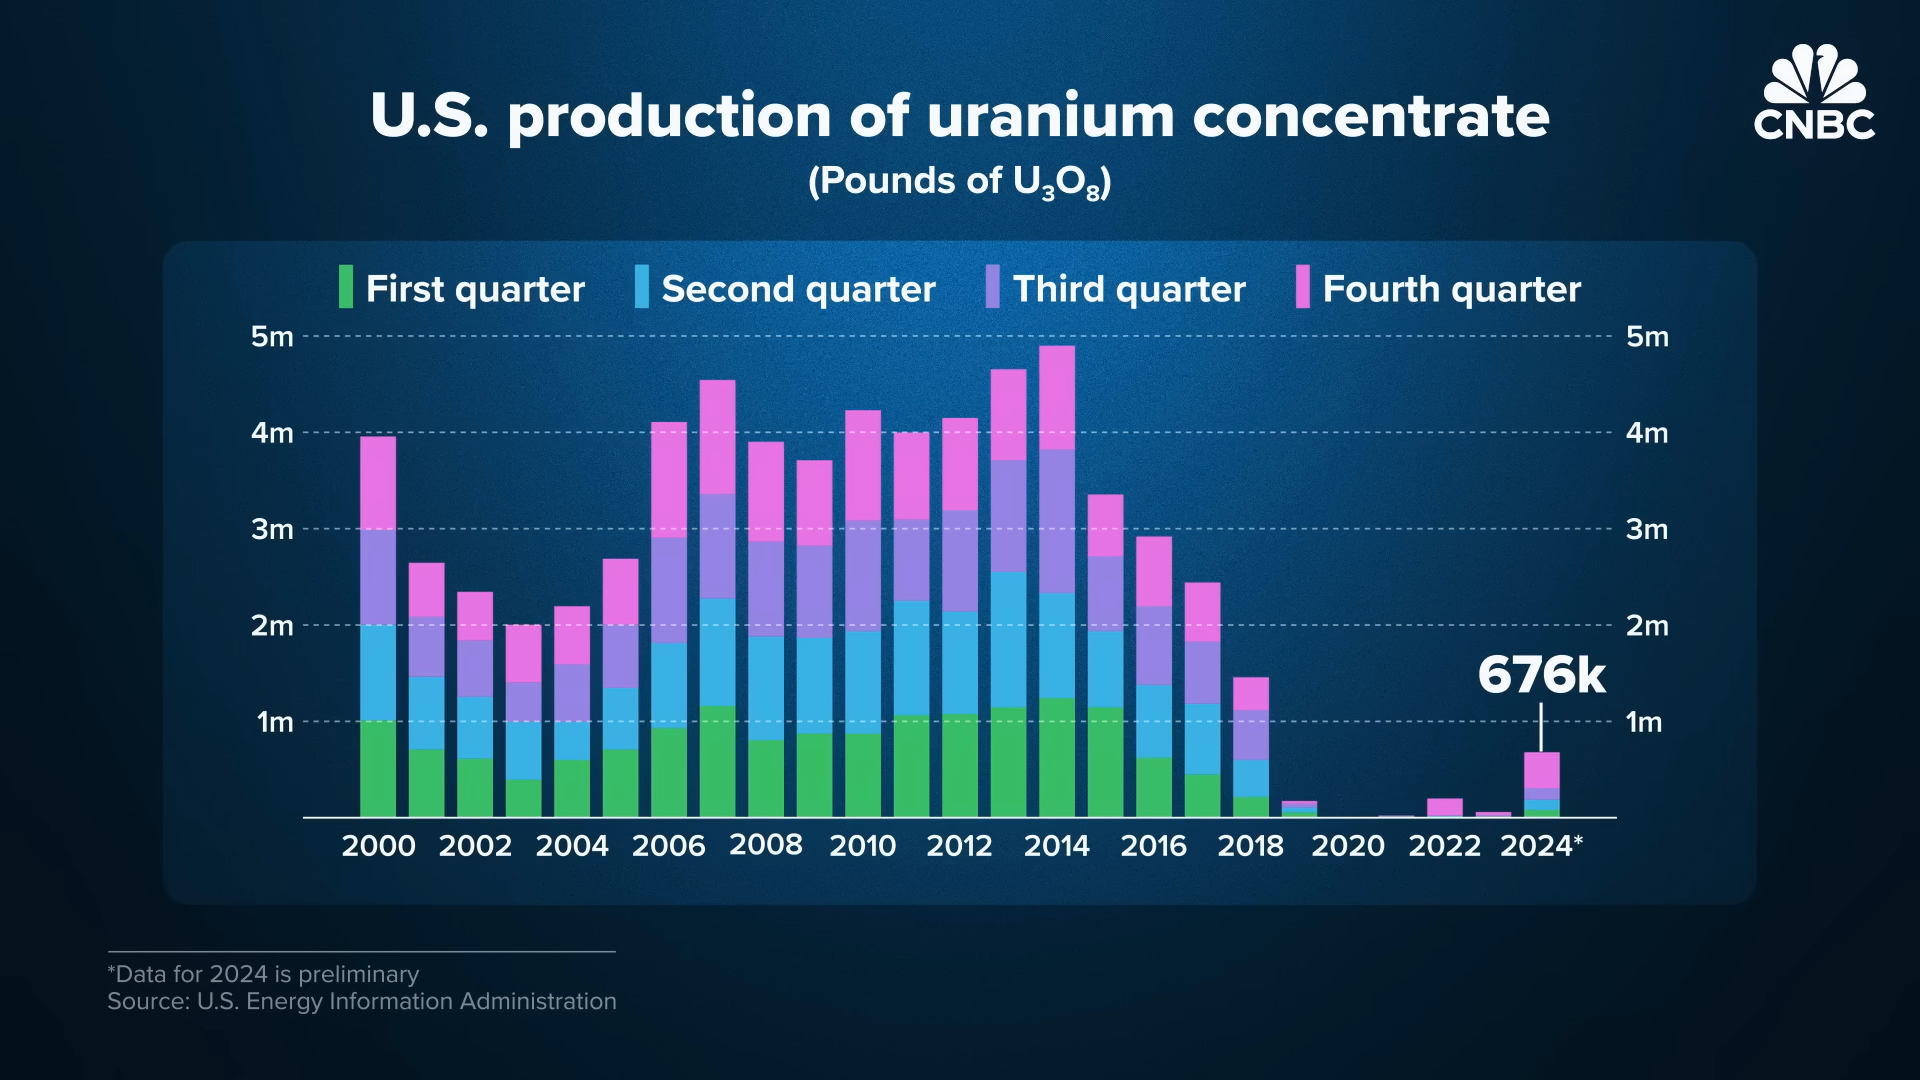 CNBC
U.S. production of uranium concentrate
(Pounds of U₃O₈)
First quarter Second quarter Third quarter Fourth quarter
5m 5m
4m 4m
3m 3m
2m 2m
676k
1m 1m
2000 2002 2004 2006 2008 2010 2012 2014 2016 2018 2020 2022 2024*
*Data for 2024 is preliminary
Source: U.S. Energy Information Administration